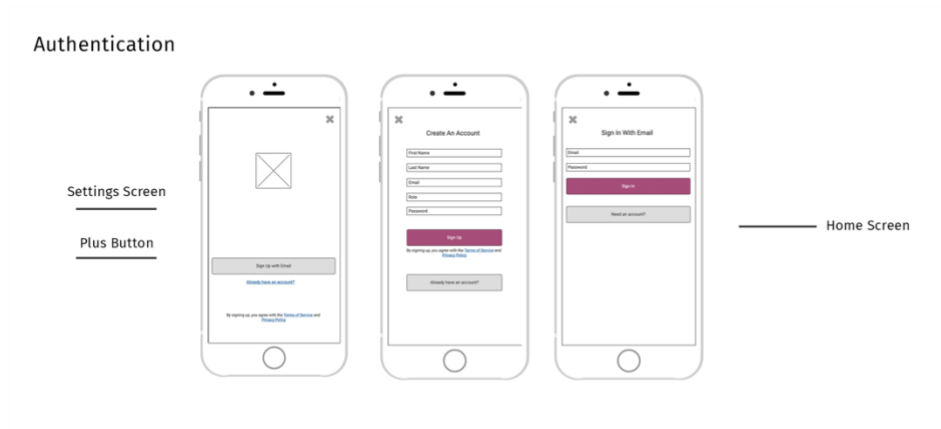 Authentication
Settings Screen
Plus Button
Sign Up with Email
Already have an account?
By signing up, you agree with the Terms of Service and
Privacy Policy
Create An Account
First Name
Last Name
Email
Role
Password
Sign Up
By signing up, you agree with the Terms of Service and
Privacy Policy
Already have an account?
Sign In With Email
Email
Password
Sign In
Need an account?
Home Screen